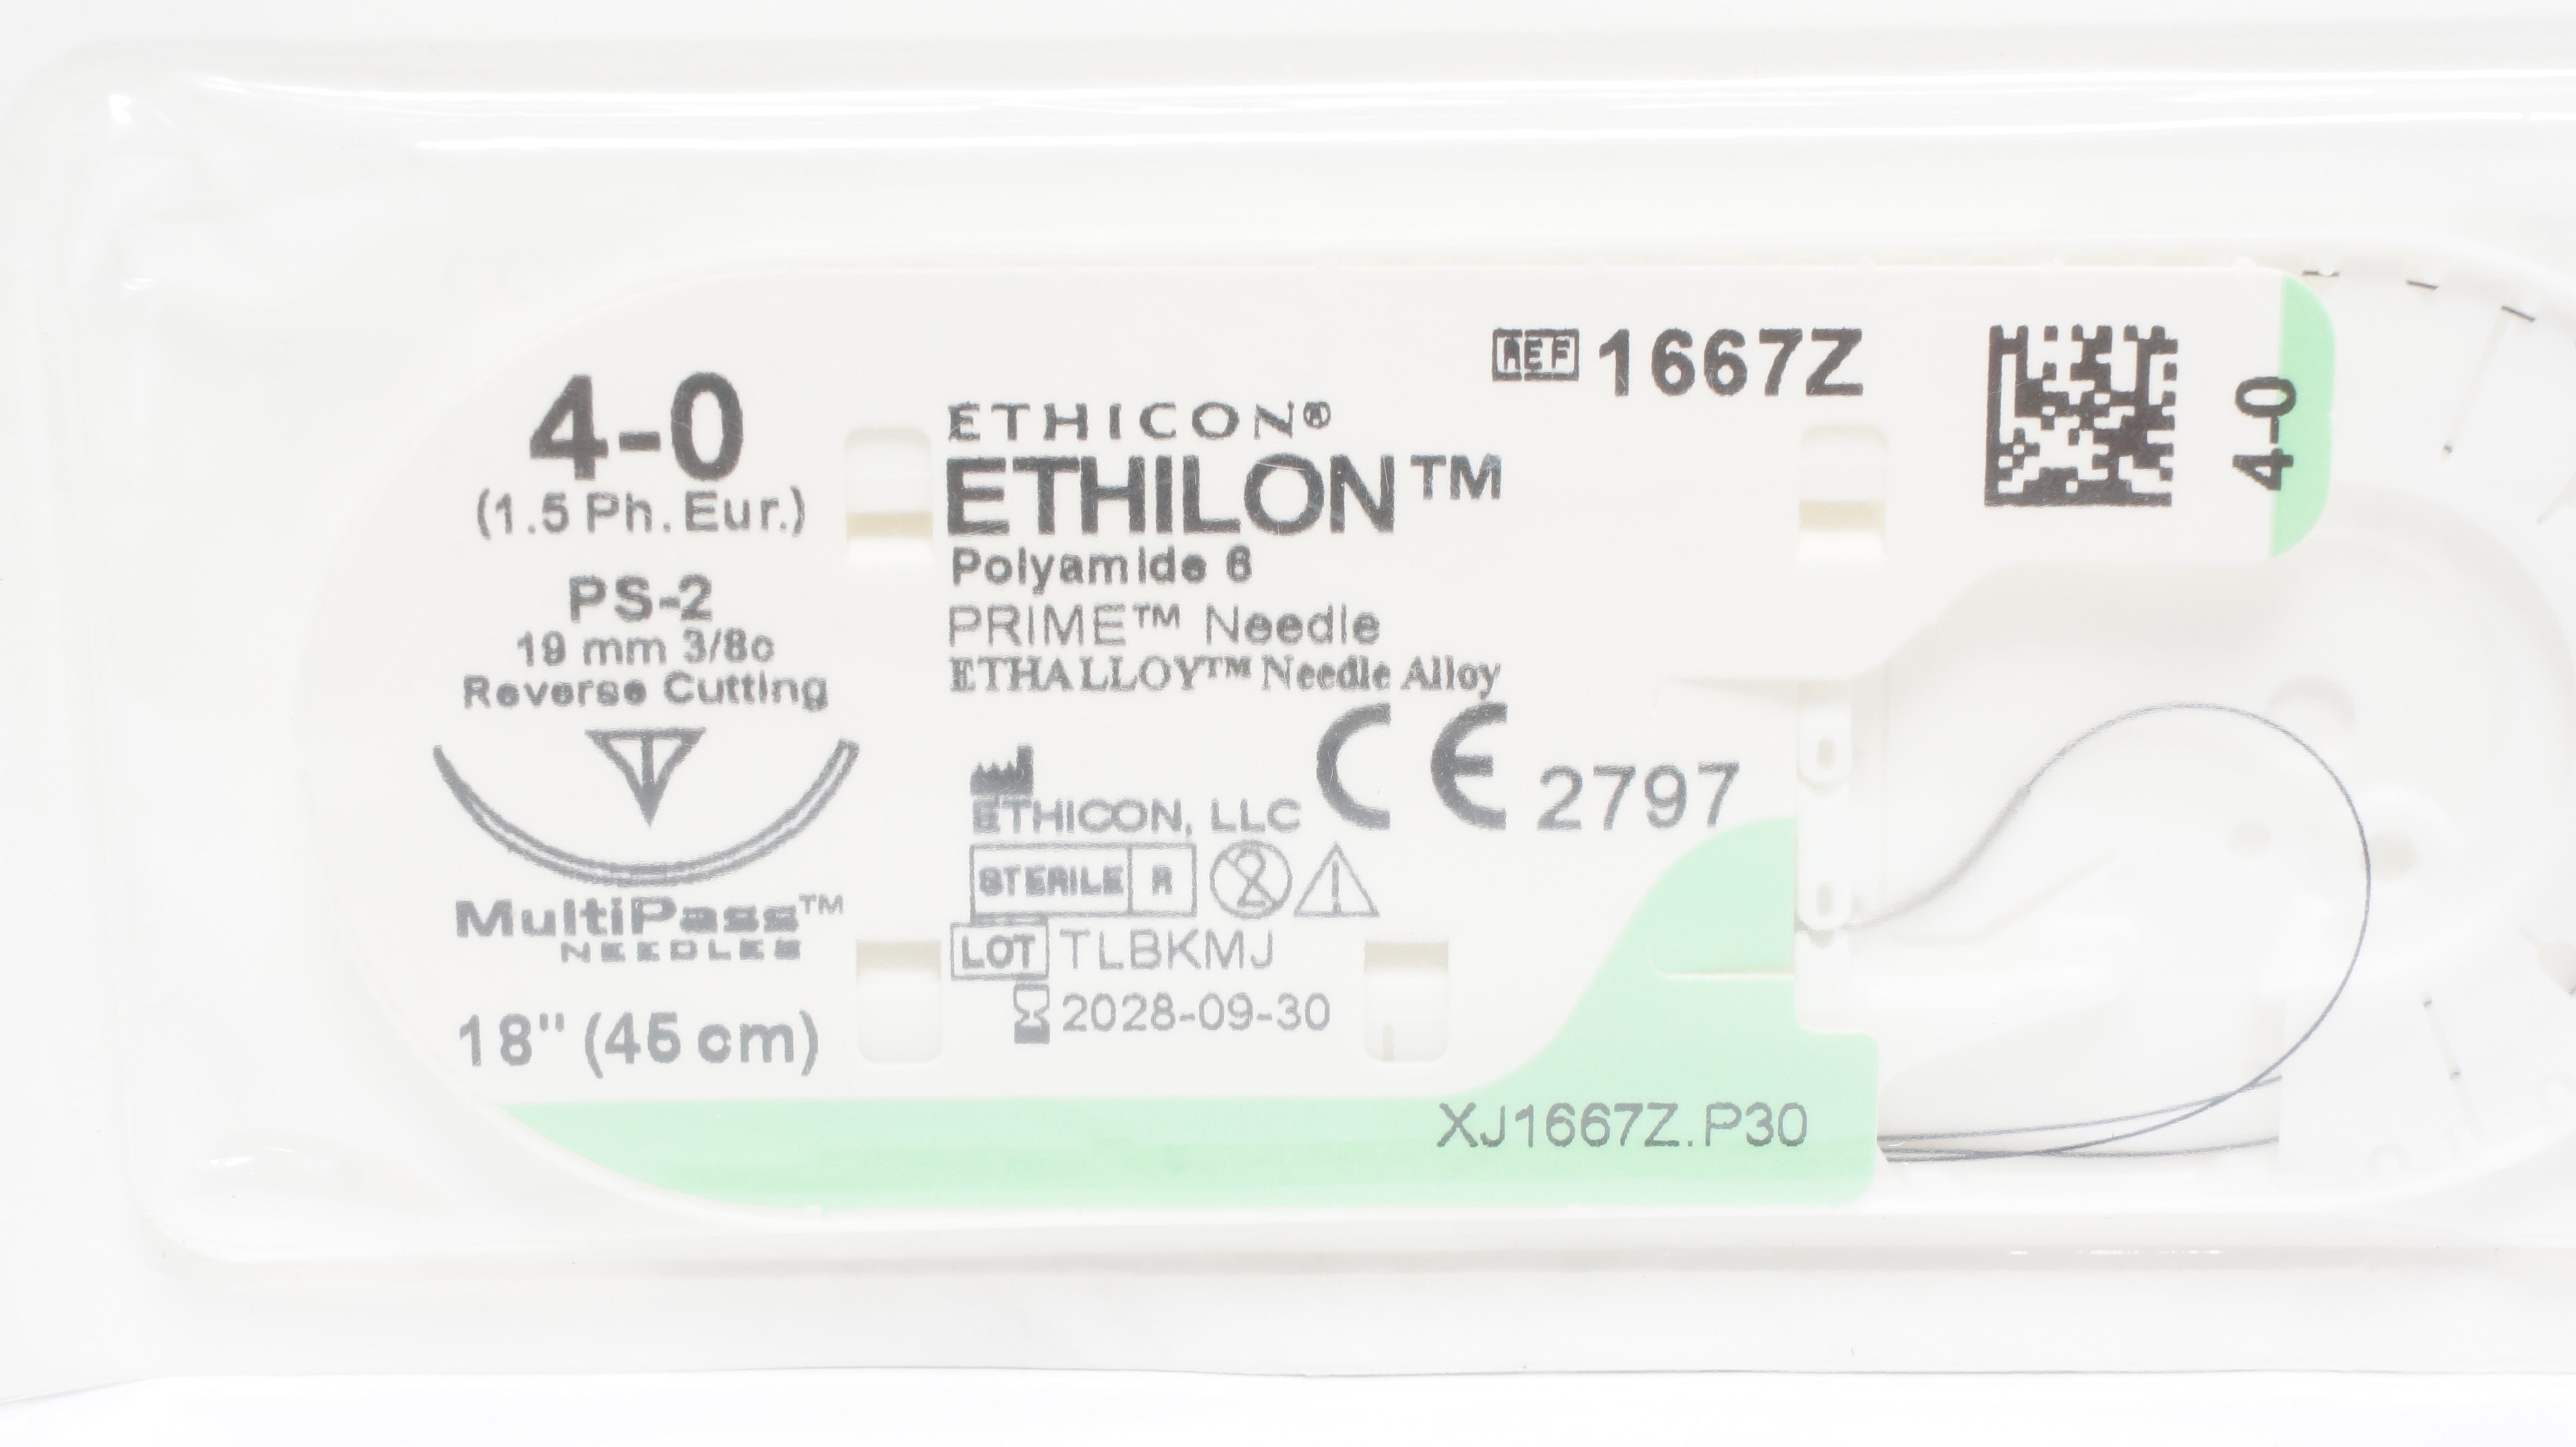 4-0
(1.5 Ph. Eur.)
PS-2
19 mm 3/8c
Reverse Cutting
MultiPass™
NEEDLES
18" (45 cm)
REF 1667Z
ETHICON®
ETHILON™
Polyamide 6
PRIME™ Needle
ETHALLOY™ Needle Alloy
CE 2797
ETHICON, LLC
STERILE R
2
LOT TLBKMJ
2028-09-30
XJ1667Z.P30
4-0